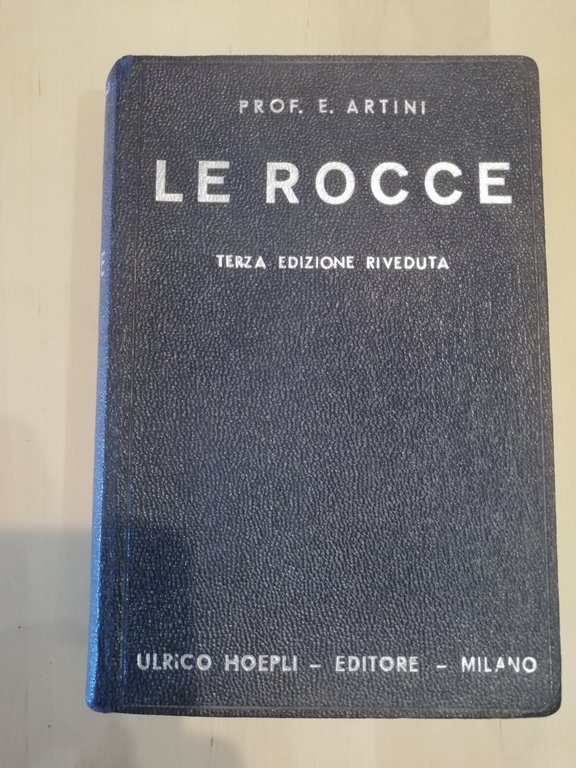 PROF. E. ARTINI
LE ROCCE
TERZA EDIZIONE RIVEDUTA
ULRICO HOEPLI - EDITORE - MILANO